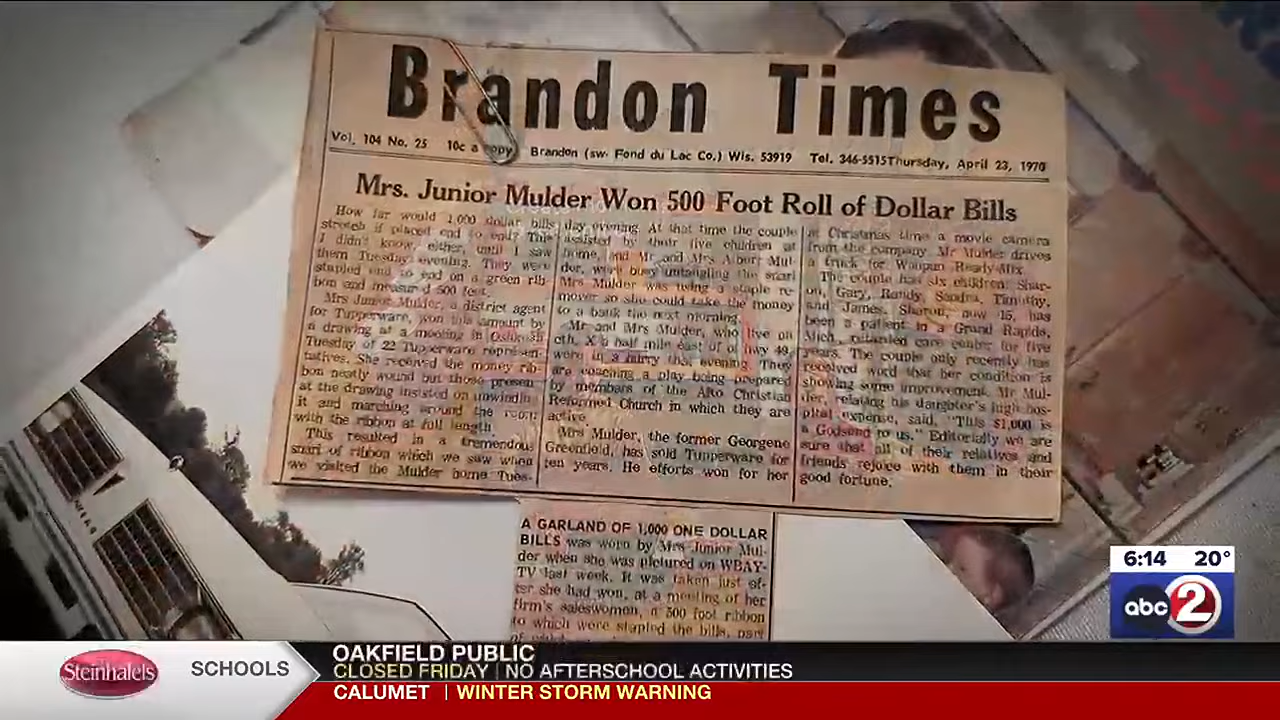 Brandon Times
Vol. 104 No. 25 10c a copy Brandon (sw. Fond du Lac Co.) Wis. 53919 Tel. 346-5515 Thursday, April 23, 1970
Mrs. Junior Mulder Won 500 Foot Roll of Dollar Bills
How far would 1,000 dollar bills
stretch if placed end to end? This
I didn't know, either, until I saw
them Tuesday evening. They were
stapled end to end on a green rib-
bon and measured 500 feet.
Mrs Junior Mulder, a district agent
for Tupperware, won this amount by
a drawing at a meeting in Oshkosh
Tuesday of 22 Tupperware represen-
tatives. She received the money rib-
bon neatly wound but those present
at the drawing insisted on unwinding
it and marching around the room
with the ribbon at full length.
This resulted in a tremendous
snarl of ribbon which we saw when
we visited the Mulder home Tues-
day evening. At that time the couple
assisted by their five children at
home, and Mr and Mrs Albert Mul-
der, were busy untangling the snarl
Mrs Mulder was using a staple re-
mover so she could take the money
to a bank the next morning.
Mr and Mrs Mulder, who live on
cth. X a half mile east of hwy 49,
were in a hurry that evening. They
are coaching a play being prepared
by members of the Alto Christian
Reformed Church in which they are
active.
Mrs Mulder, the former Georgene
Greenfield, has sold Tupperware for
ten years. He efforts won for her
at Christmas time a movie camera
from the company. Mr Mulder drives
a truck for Waupun Ready-Mix.
The couple has six children: Shar-
on, Gary, Randy, Sandra, Timothy,
and James. Sharon, now 15, has
been a patient in a Grand Rapids,
Mich., retarded care center for five
years. The couple only recently has
received word that her condition is
showing some improvement. Mr Mul-
der, relating his daughter's high hos-
pital expense, said, "This $1,000 is
a Godsend to us." Editorially we are
sure that all of their relatives and
friends rejoice with them in their
good fortune.
A GARLAND OF 1,000 ONE DOLLAR
BILLS was worn by Mrs Junior Mul-
der when she was pictured on WBAY-
TV last week. It was taken just af-
ter she had won, at a meeting of her
firm's saleswomen, a 500 foot ribbon
to which were stapled the bills, part
6:14 20°
abc 2
Steinhafels SCHOOLS
OAKFIELD PUBLIC
CLOSED FRIDAY | NO AFTERSCHOOL ACTIVITIES
CALUMET | WINTER STORM WARNING